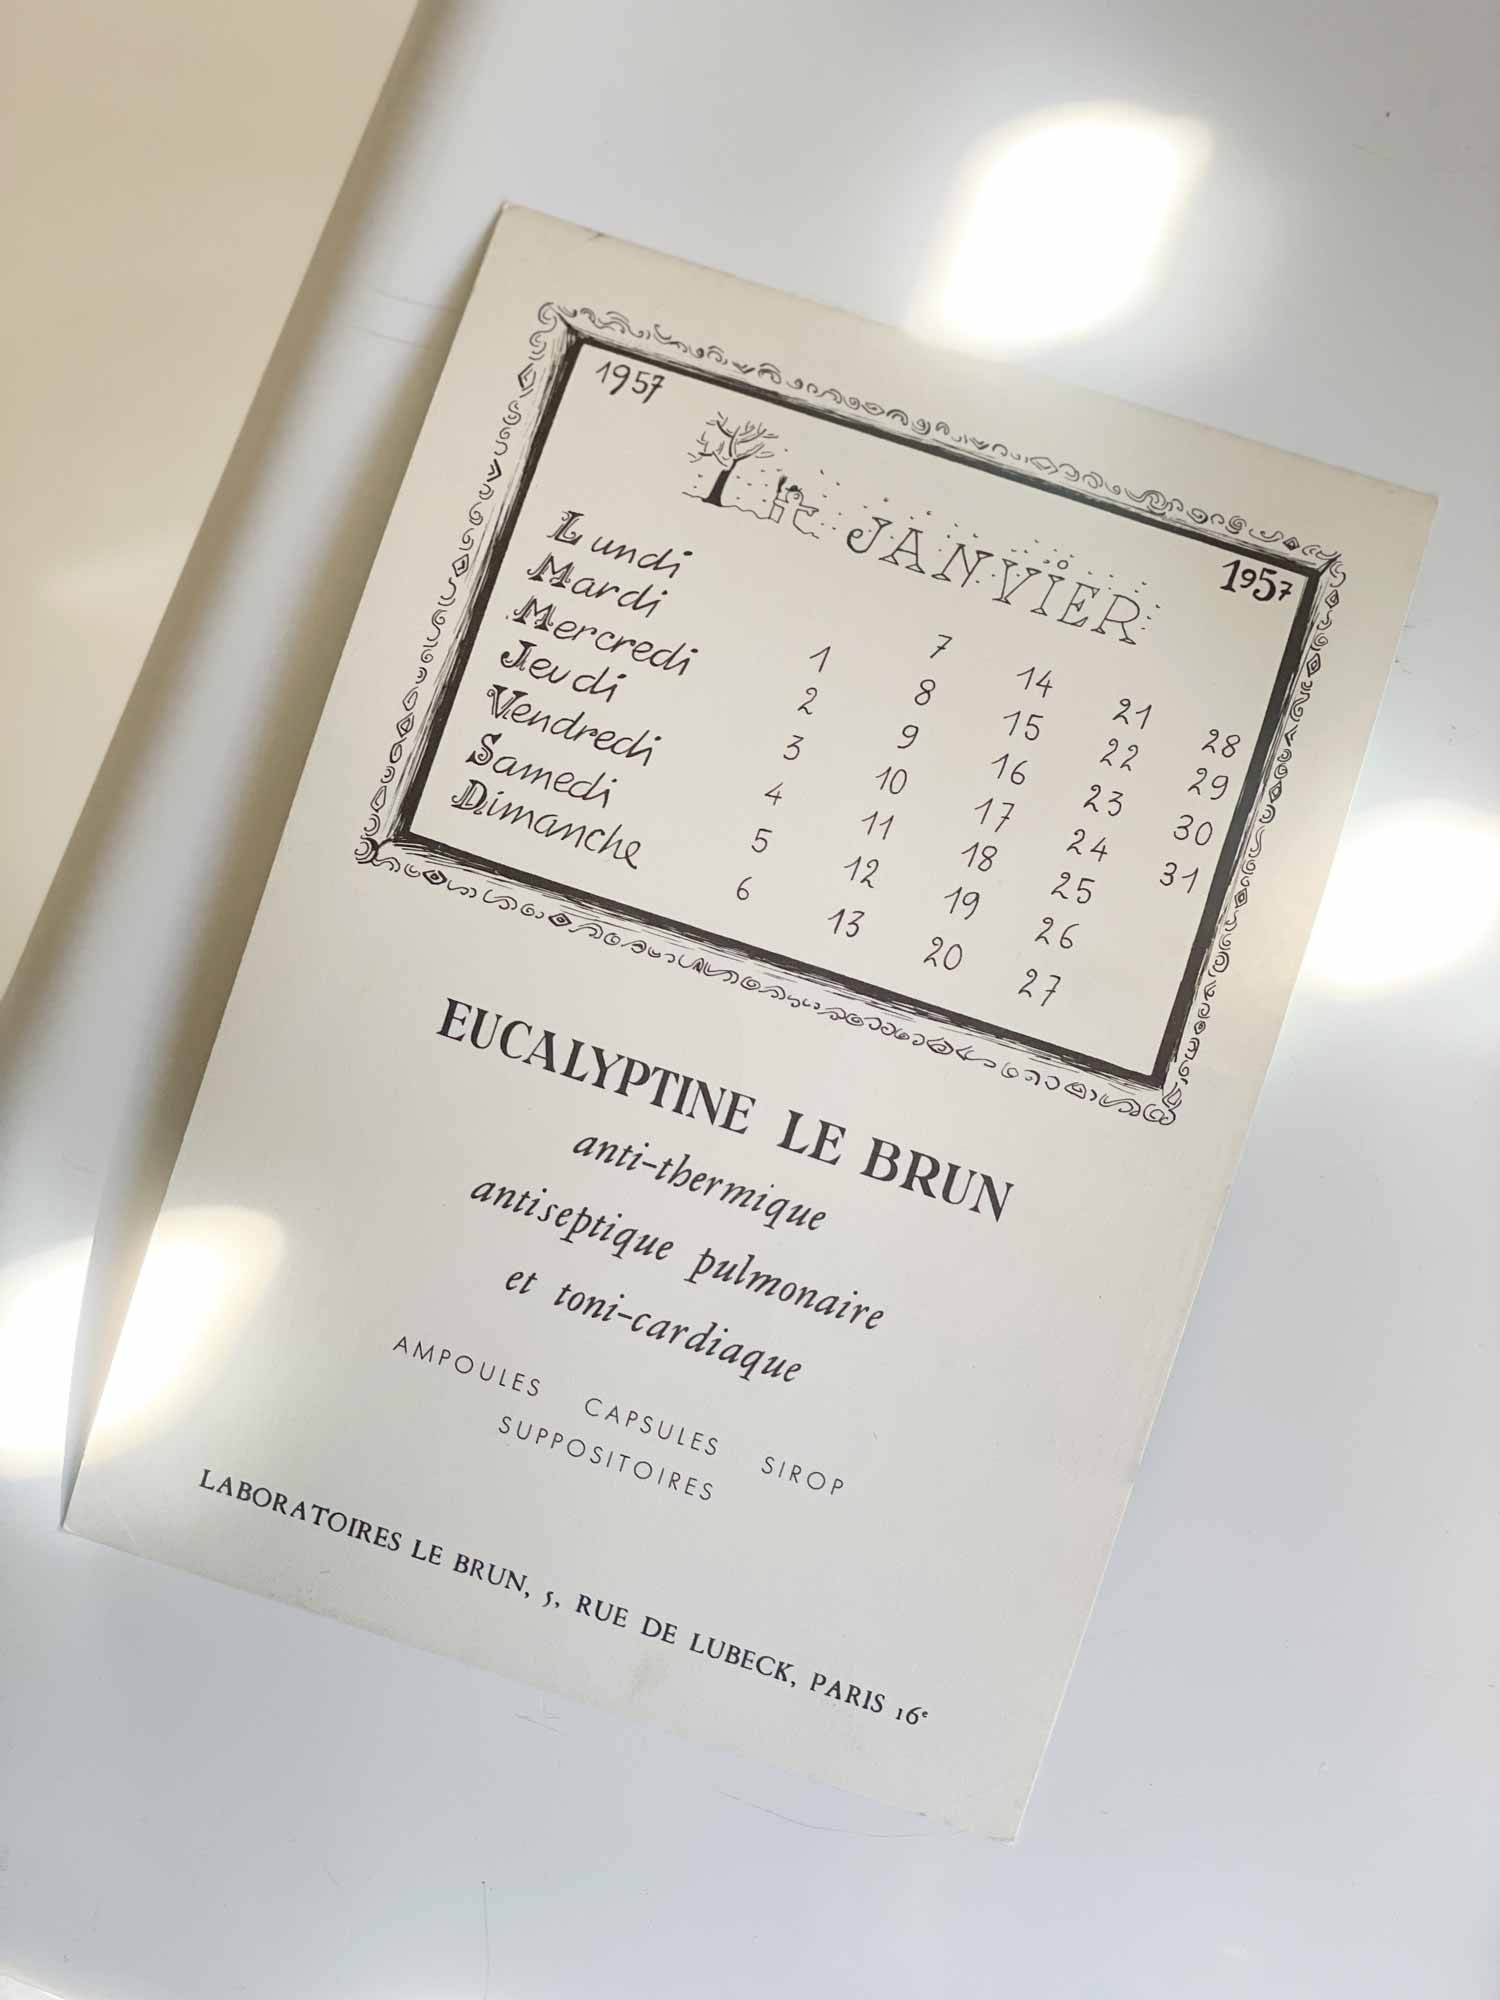 1957
JANVIER
1957
Lundi 7 14 21 28
Mardi 1 8 15 22 29
Mercredi 2 9 16 23 30
Jeudi 3 10 17 24 31
Vendredi 4 11 18 25
Samedi 5 12 19 26
Dimanche 6 13 20 27
EUCALYPTINE LE BRUN
anti-thermique
antiseptique pulmonaire
et toni-cardiaque
AMPOULES CAPSULES SIROP
SUPPOSITOIRES
LABORATOIRES LE BRUN, 5, RUE DE LUBECK, PARIS 16e